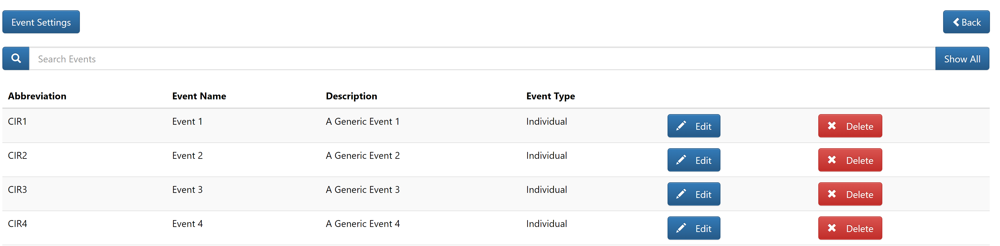 Event Settings
Back
Search Events
Show All
Abbreviation Event Name Description Event Type
CIR1 Event 1 A Generic Event 1 Individual Edit Delete
CIR2 Event 2 A Generic Event 2 Individual Edit Delete
CIR3 Event 3 A Generic Event 3 Individual Edit Delete
CIR4 Event 4 A Generic Event 4 Individual Edit Delete